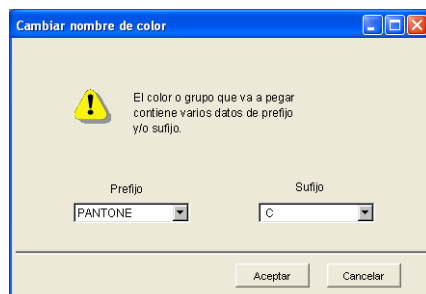 Cambiar nombre de color
El color o grupo que va a pegar
contiene varios datos de prefijo
y/o sufijo.
Prefijo Sufijo
PANTONE C
Aceptar Cancelar